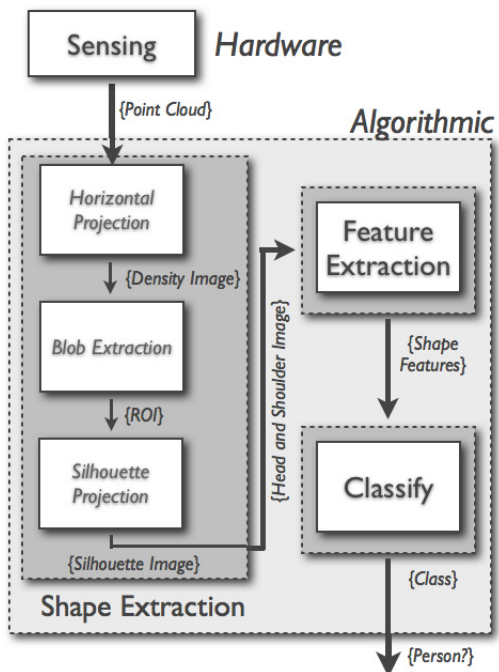 Sensing
Hardware
{Point Cloud}
Algorithmic
Horizontal
Projection
{Density Image}
Blob Extraction
{ROI}
Silhouette
Projection
{Silhouette Image}
Shape Extraction
{Head and Shoulder Image}
Feature
Extraction
{Shape
Features}
Classify
{Class}
{Person?}